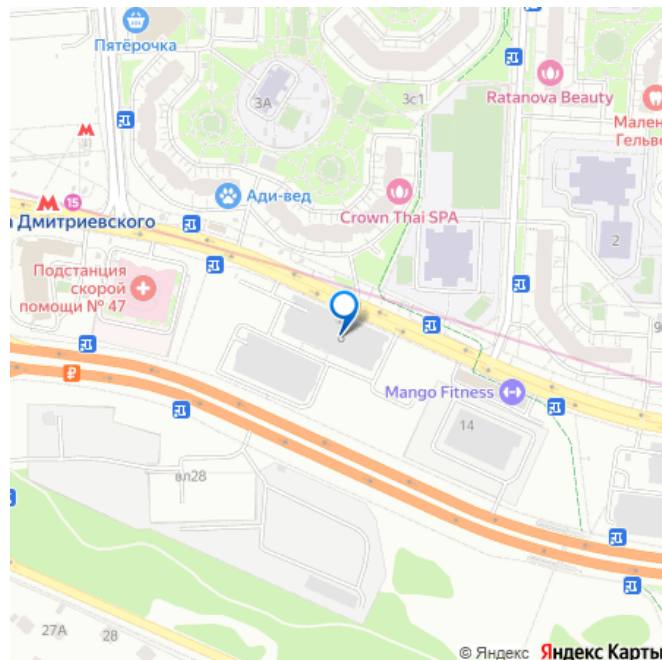 Пятёрочка
3А
3с1
Ratanova Beauty
Мален
Гельве
М
М 15
а Дмитриевского
Ади-вед
Crown Thai SPA
2
Подстанция
скорой
помощи № 47
₽
Mango Fitness
14
вл28
27А
28
© Яндекс Яндекс Карты